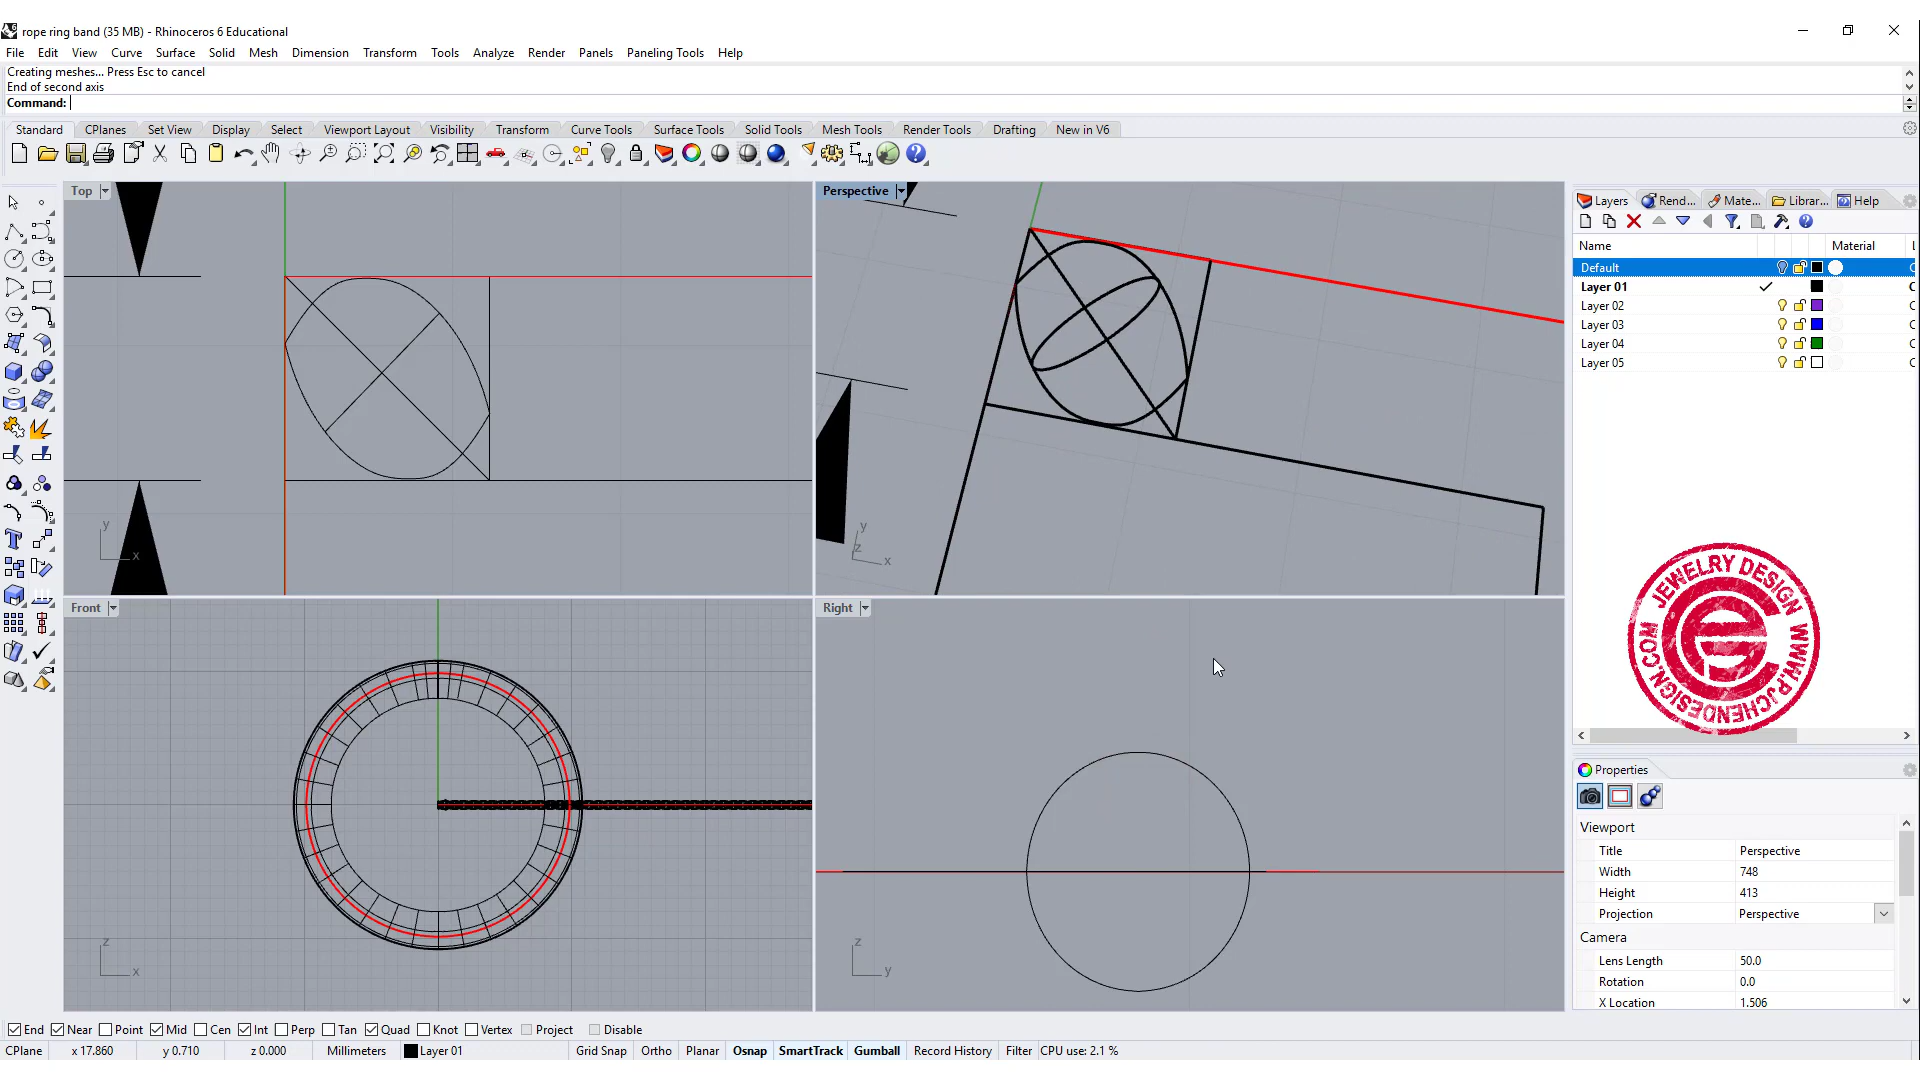 rope ring band (35 MB) - Rhinoceros 6 Educational
File Edit View Curve Surface Solid Mesh Dimension Transform Tools Analyze Render Panels Paneling Tools Help
Creating meshes... Press Esc to cancel
End of second axis
Command:
Standard CPlanes Set View Display Select Viewport Layout Visibility Transform Curve Tools Surface Tools Solid Tools Mesh Tools Render Tools Drafting New in V6
Top
Perspective
Layers Rend... Mate... Librar... Help
Name Material L
Default C
Layer 01 C
Layer 02 C
Layer 03 C
Layer 04 C
Layer 05 C
y
x
y
z
x
JEWELRY DESIGN WWW.PJCHENDESIGN.COM
Front
Right
z
x
z
y
Properties
Viewport
Title Perspective
Width 748
Height 413
Projection Perspective
Camera
Lens Length 50.0
Rotation 0.0
X Location 1.506
End Near Point Mid Cen Int Perp Tan Quad Knot Vertex Project Disable
CPlane x 17.860 y 0.710 z 0.000 Millimeters Layer 01 Grid Snap Ortho Planar Osnap SmartTrack Gumball Record History Filter CPU use: 2.1 %